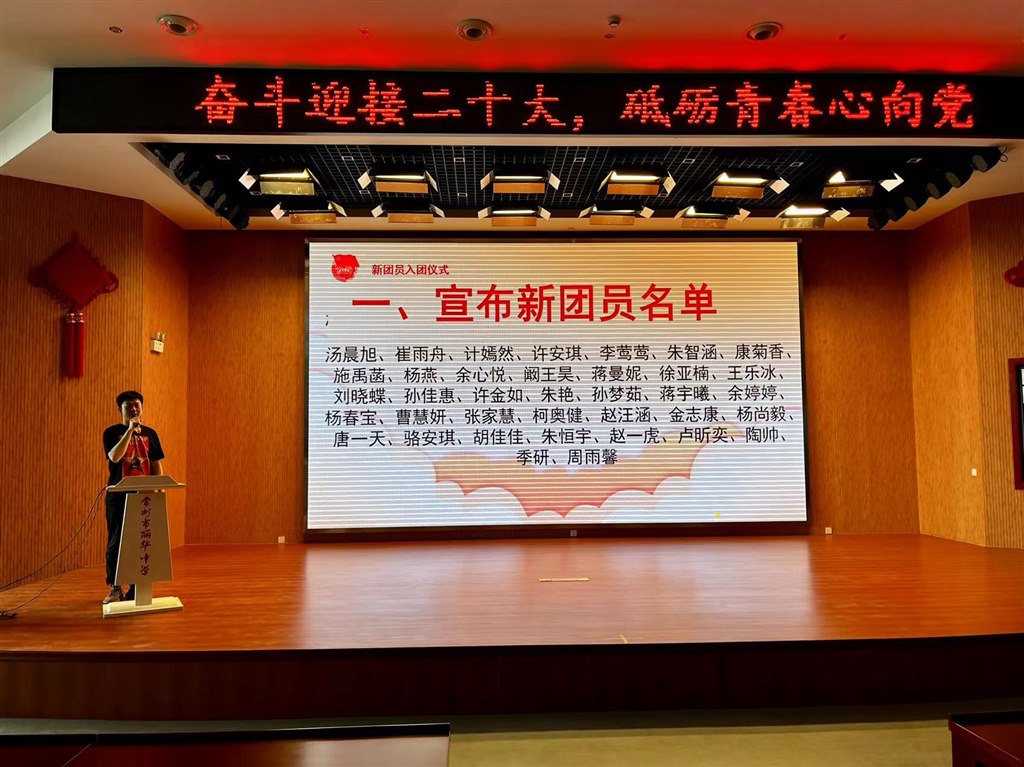 奋斗迎接二十大，砥砺青春心向党
新团员入团仪式
一、宣布新团员名单
汤晨旭、崔雨舟、计嫣然、许安琪、李莺莺、朱智涵、康菊香、
施禹菡、杨燕、余心悦、阚王昊、蒋曼妮、徐亚楠、王乐冰、
刘晓蝶、孙佳惠、许金如、朱艳、孙梦茹、蒋宇曦、余婷婷、
杨春宝、曹慧妍、张家慧、柯奥健、赵汪涵、金志康、杨尚毅、
唐一天、骆安琪、胡佳佳、朱恒宇、赵一虎、卢昕奕、陶帅、
季研、周雨馨
常州市丽华中学